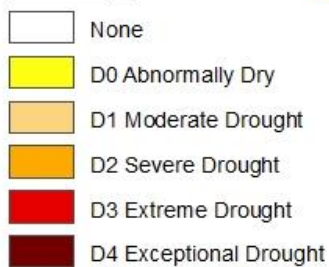 None
D0 Abnormally Dry
D1 Moderate Drought
D2 Severe Drought
D3 Extreme Drought
D4 Exceptional Drought